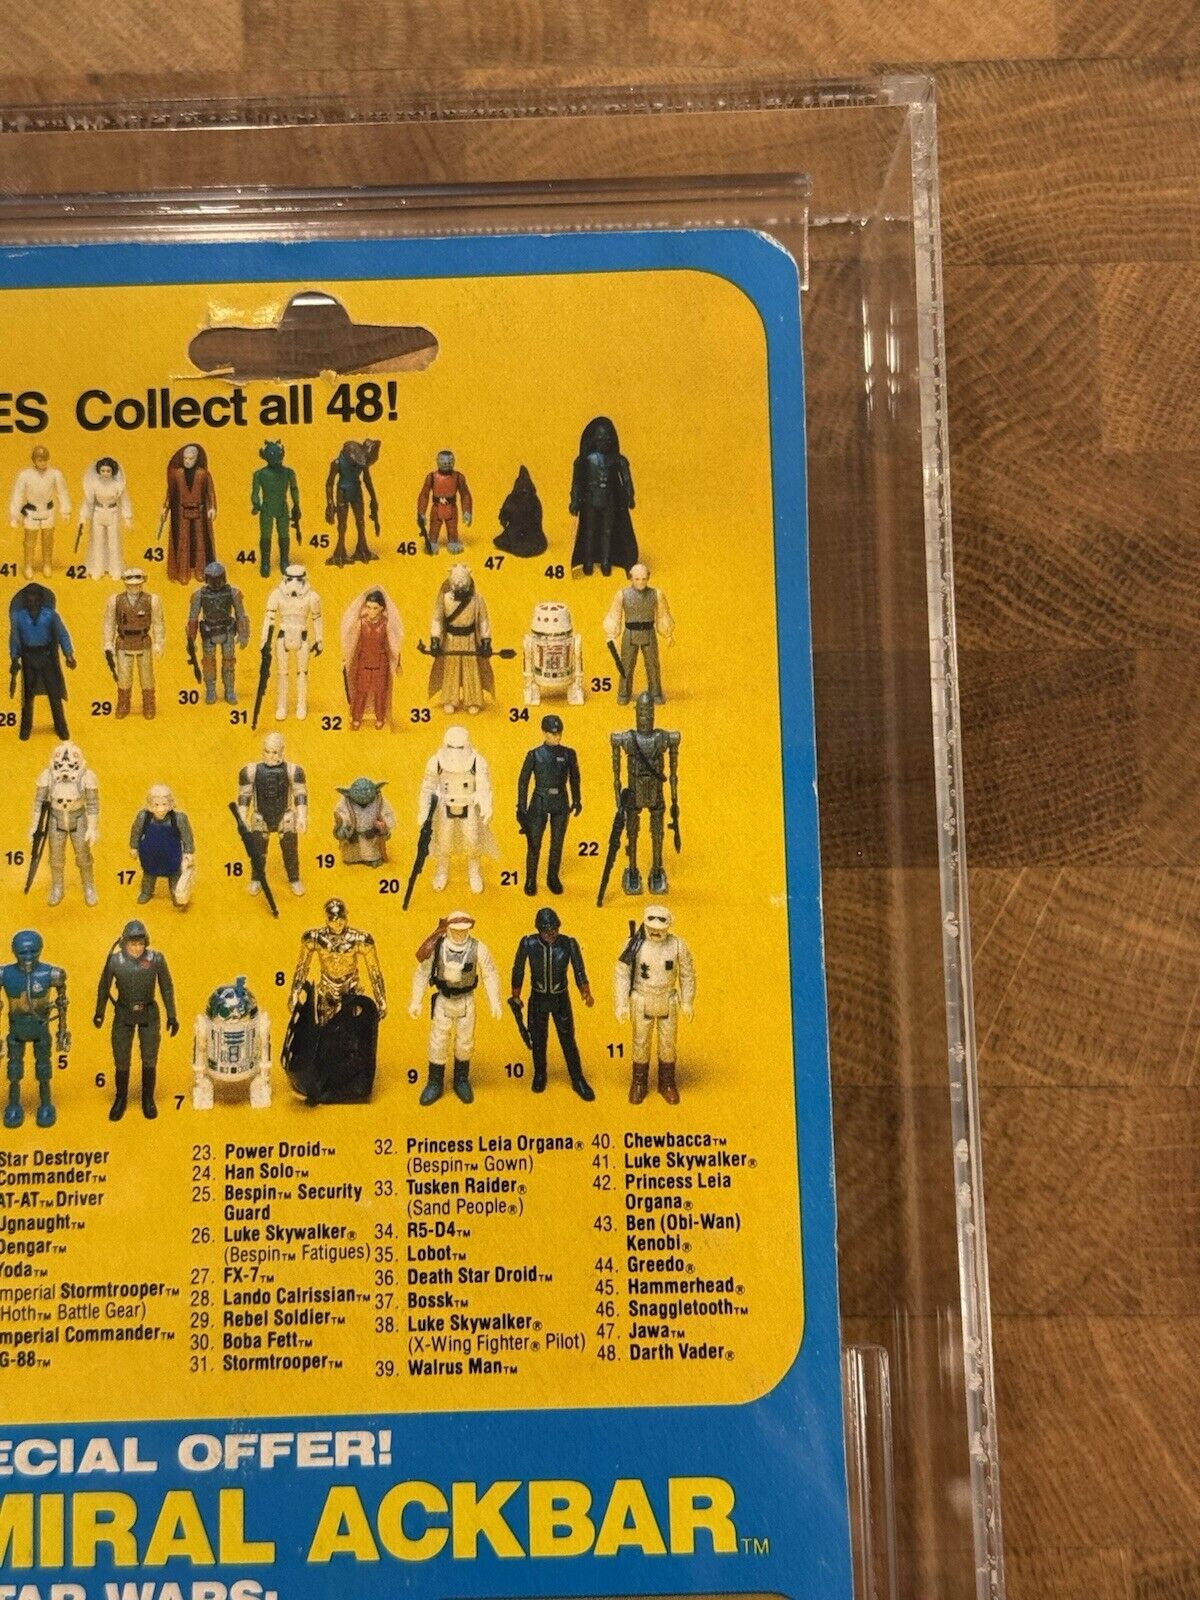 ES Collect all 48!
41 42 43 44 45 46 47 48
28 29 30 31 32 33 34 35
16 17 18 19 20 21 22
5 6 7 8 9 10 11
Star Destroyer
Commander™
AT-AT™ Driver
Ugnaught™
Dengar™
Yoda™
mperial Stormtrooper™
Hoth™ Battle Gear)
mperial Commander™
G-88™
23. Power Droid™
24. Han Solo™
25. Bespin™ Security
Guard
26. Luke Skywalker®
(Bespin™ Fatigues)
27. FX-7™
28. Lando Calrissian™
29. Rebel Soldier™
30. Boba Fett™
31. Stormtrooper™
32. Princess Leia Organa®
(Bespin™ Gown)
33. Tusken Raider®
(Sand People®)
34. R5-D4™
35. Lobot™
36. Death Star Droid™
37. Bossk™
38. Luke Skywalker®
(X-Wing Fighter® Pilot)
39. Walrus Man™
40. Chewbacca™
41. Luke Skywalker®
42. Princess Leia
Organa®
43. Ben (Obi-Wan)
Kenobi®
44. Greedo®
45. Hammerhead®
46. Snaggletooth™
47. Jawa™
48. Darth Vader®
ECIAL OFFER!
MIRAL ACKBAR™
TAR WARS: